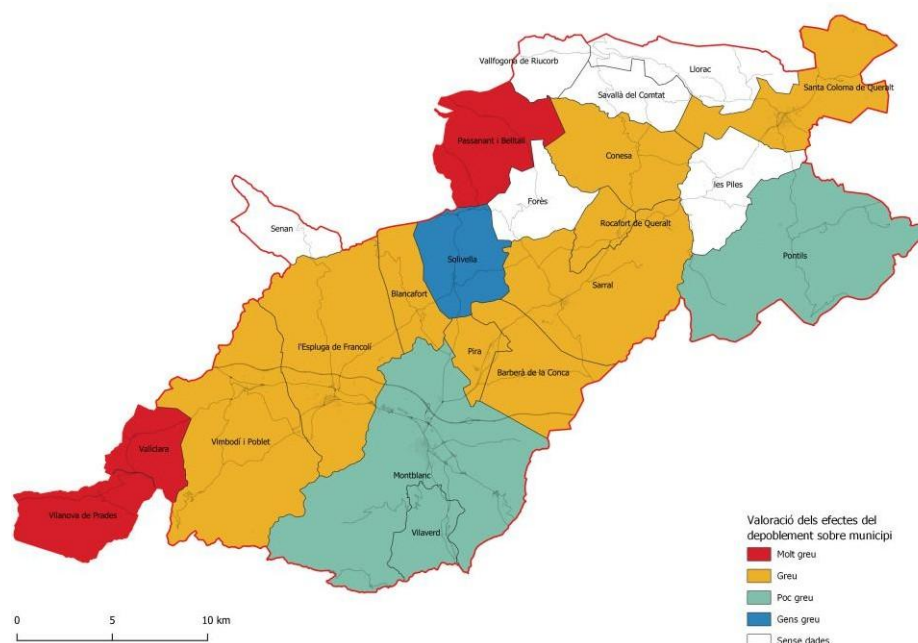 Vallfogona de Riucorb
Llorac
Savallà del Comtat
Santa Coloma de Queralt
Passanant i Belltall
Conesa
les Piles
Forès
Rocafort de Queralt
Senan
Solivella
Pontils
Sarral
Blancafort
l'Espluga de Francolí
Pira
Barberà de la Conca
Vallclara
Vimbodí i Poblet
Montblanc
Vilanova de Prades
Vilaverd
Valoració dels efectes del
depoblement sobre municipi
Molt greu
Greu
Poc greu
Gens greu
Sense dades
0 5 10 km